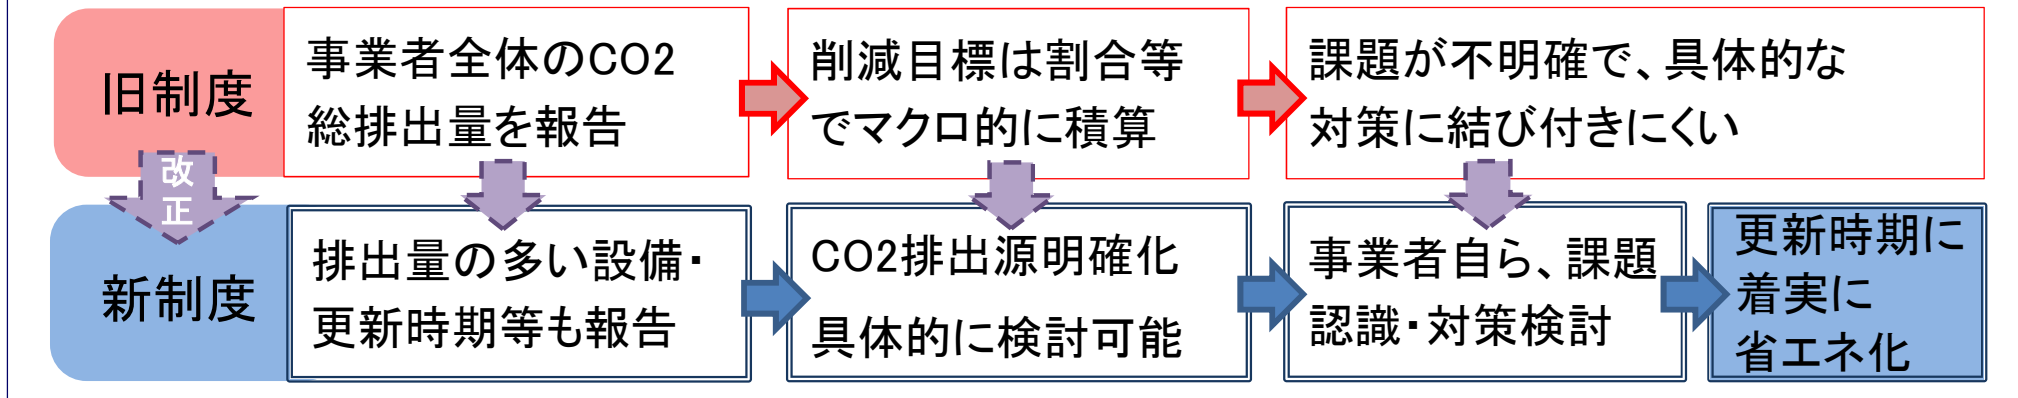 旧制度
事業者全体のCO2
総排出量を報告
削減目標は割合等
でマクロ的に積算
課題が不明確で、具体的な
対策に結び付きにくい
改
正
新制度
排出量の多い設備・
更新時期等も報告
CO2排出源明確化
具体的に検討可能
事業者自ら、課題
認識・対策検討
更新時期に
着実に
省エネ化